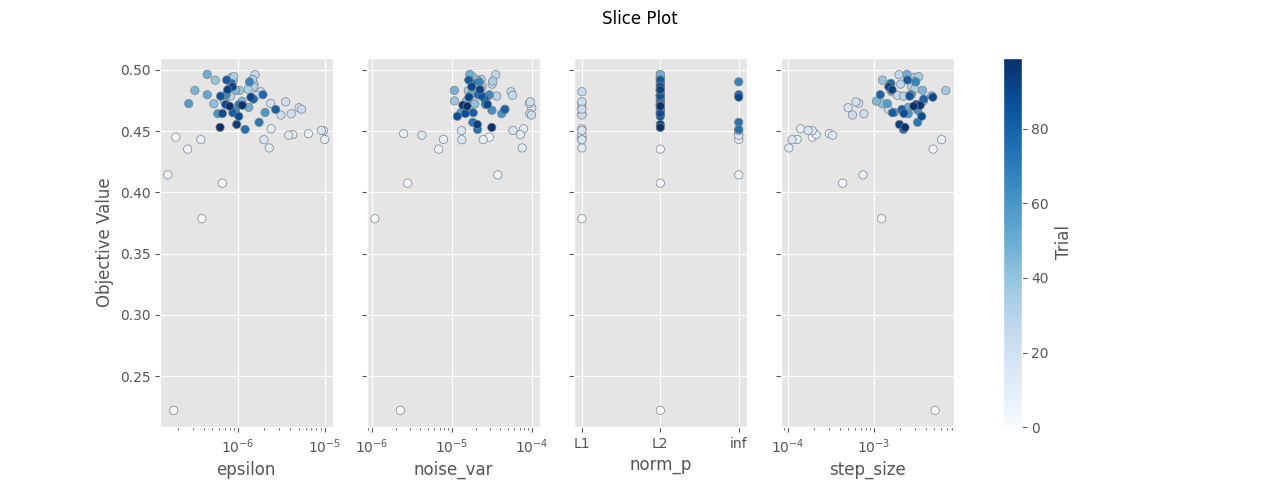 Slice Plot
Objective Value
0.50
0.45
0.40
0.35
0.30
0.25
10⁻⁶
10⁻⁵
epsilon
10⁻⁶
10⁻⁵
10⁻⁴
noise_var
L1
L2
inf
norm_p
10⁻⁴
10⁻³
step_size
80
60
40
20
0
Trial